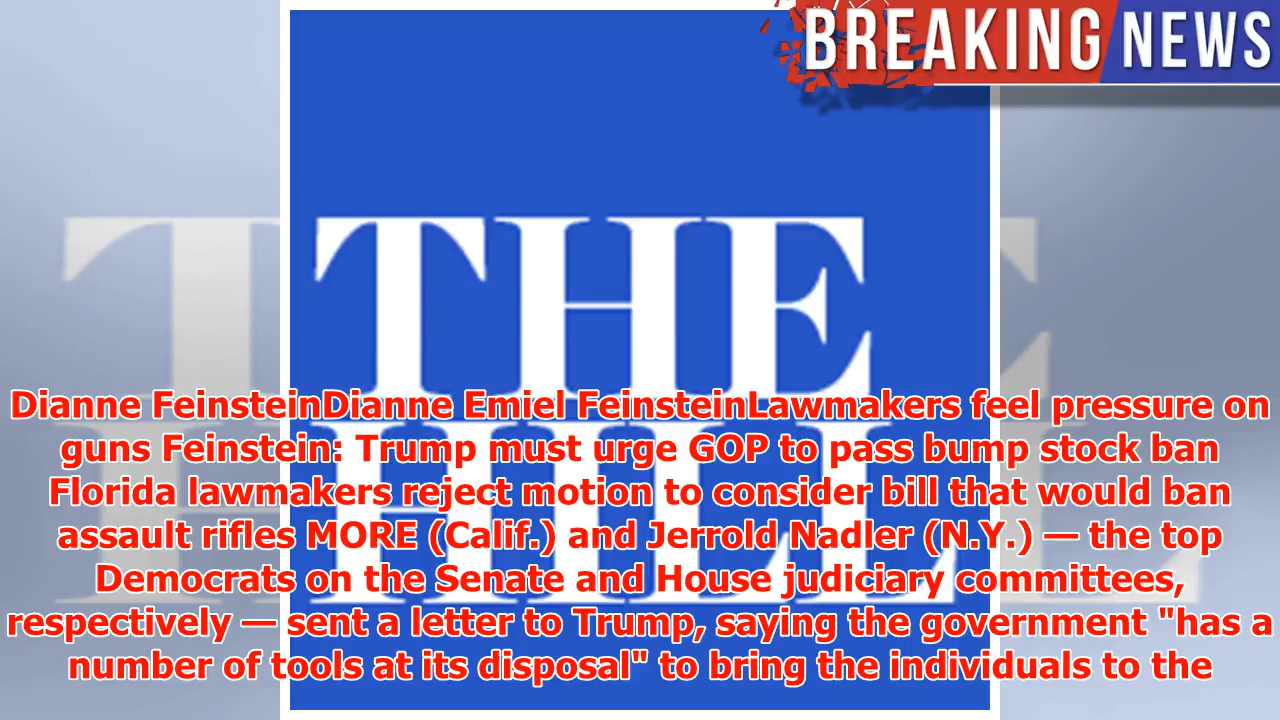 BREAKING NEWS
THE
HILL
Dianne FeinsteinDianne Emiel FeinsteinLawmakers feel pressure on
guns Feinstein: Trump must urge GOP to pass bump stock ban
Florida lawmakers reject motion to consider bill that would ban
assault rifles MORE (Calif.) and Jerrold Nadler (N.Y.) — the top
Democrats on the Senate and House judiciary committees,
respectively — sent a letter to Trump, saying the government "has a
number of tools at its disposal" to bring the individuals to the